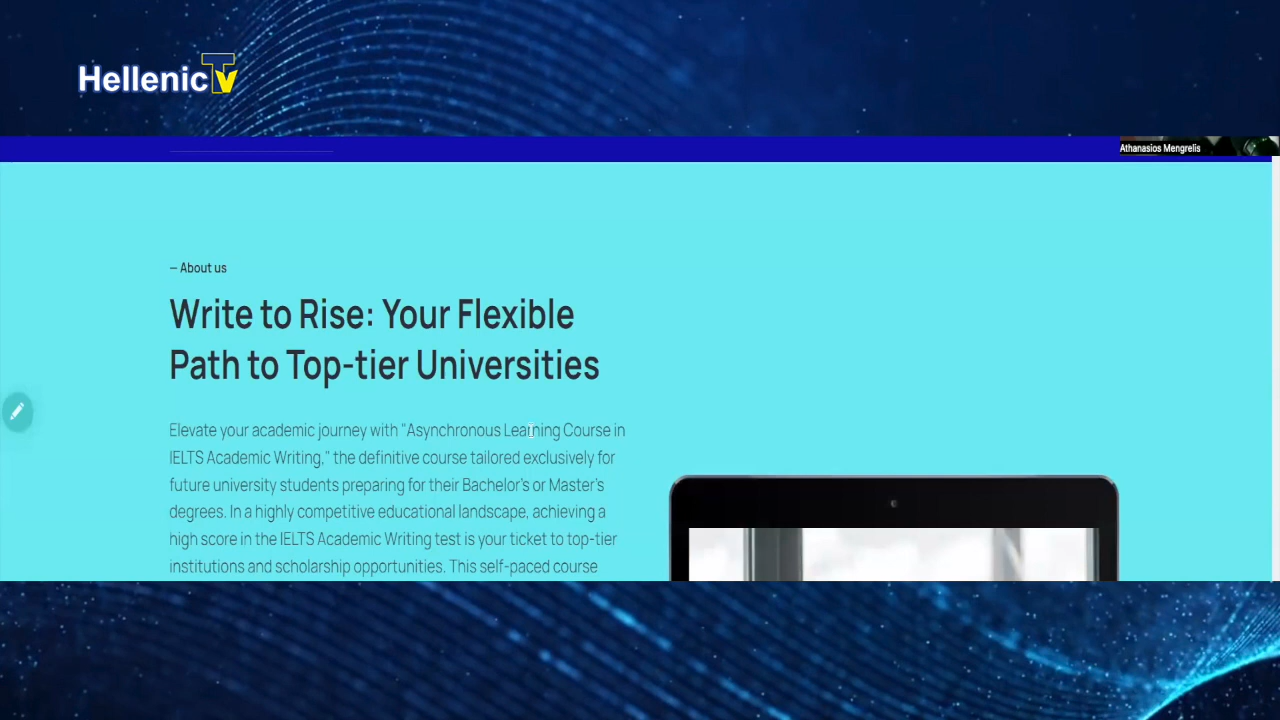 Hellenic Tv
Athanasios Mengrelis
– About us
Write to Rise: Your Flexible
Path to Top-tier Universities
Elevate your academic journey with "Asynchronous Learning Course in
IELTS Academic Writing," the definitive course tailored exclusively for
future university students preparing for their Bachelor's or Master's
degrees. In a highly competitive educational landscape, achieving a
high score in the IELTS Academic Writing test is your ticket to top-tier
institutions and scholarship opportunities. This self-paced course